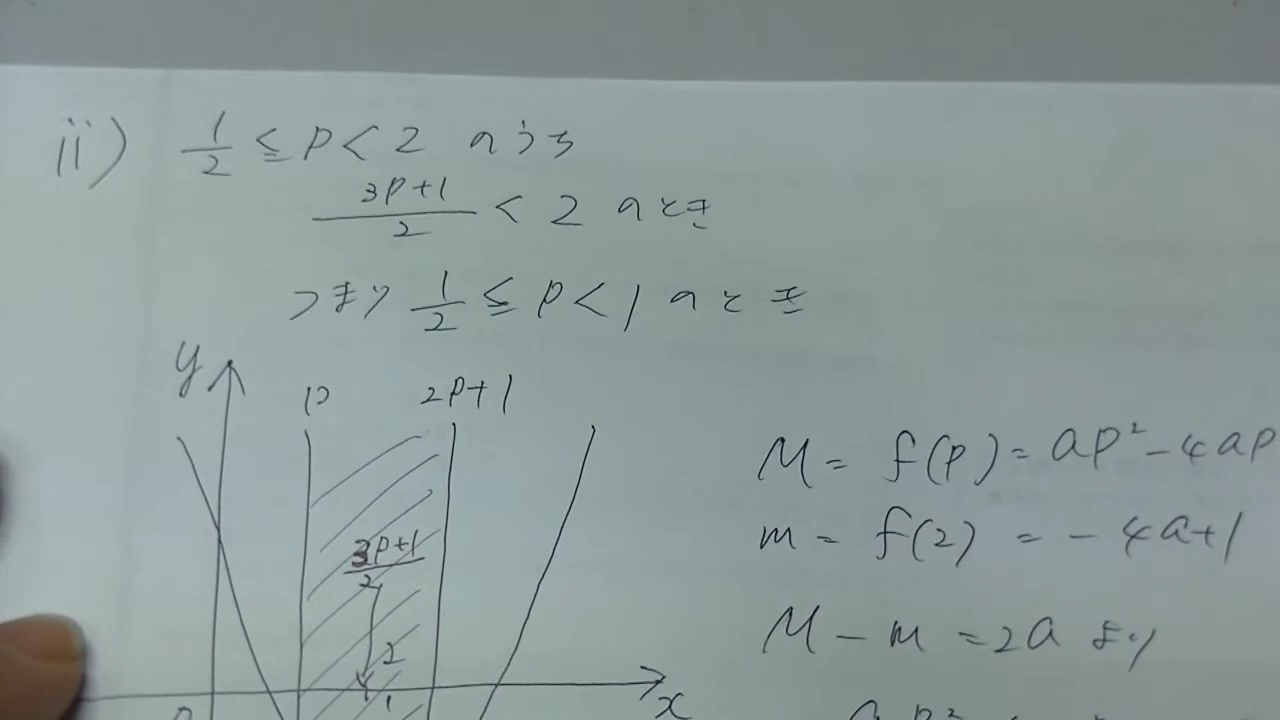 ii) 1/2 ≦ p < 2 のうち
(3p+1)/2 < 2 のとき
つまり 1/2 ≦ p < 1 のとき
y
p 2p+1
M = f(p) = ap² - 4ap
m = f(2) = -4a+1
(3p+1)/2
M - m = 2a より
2
x